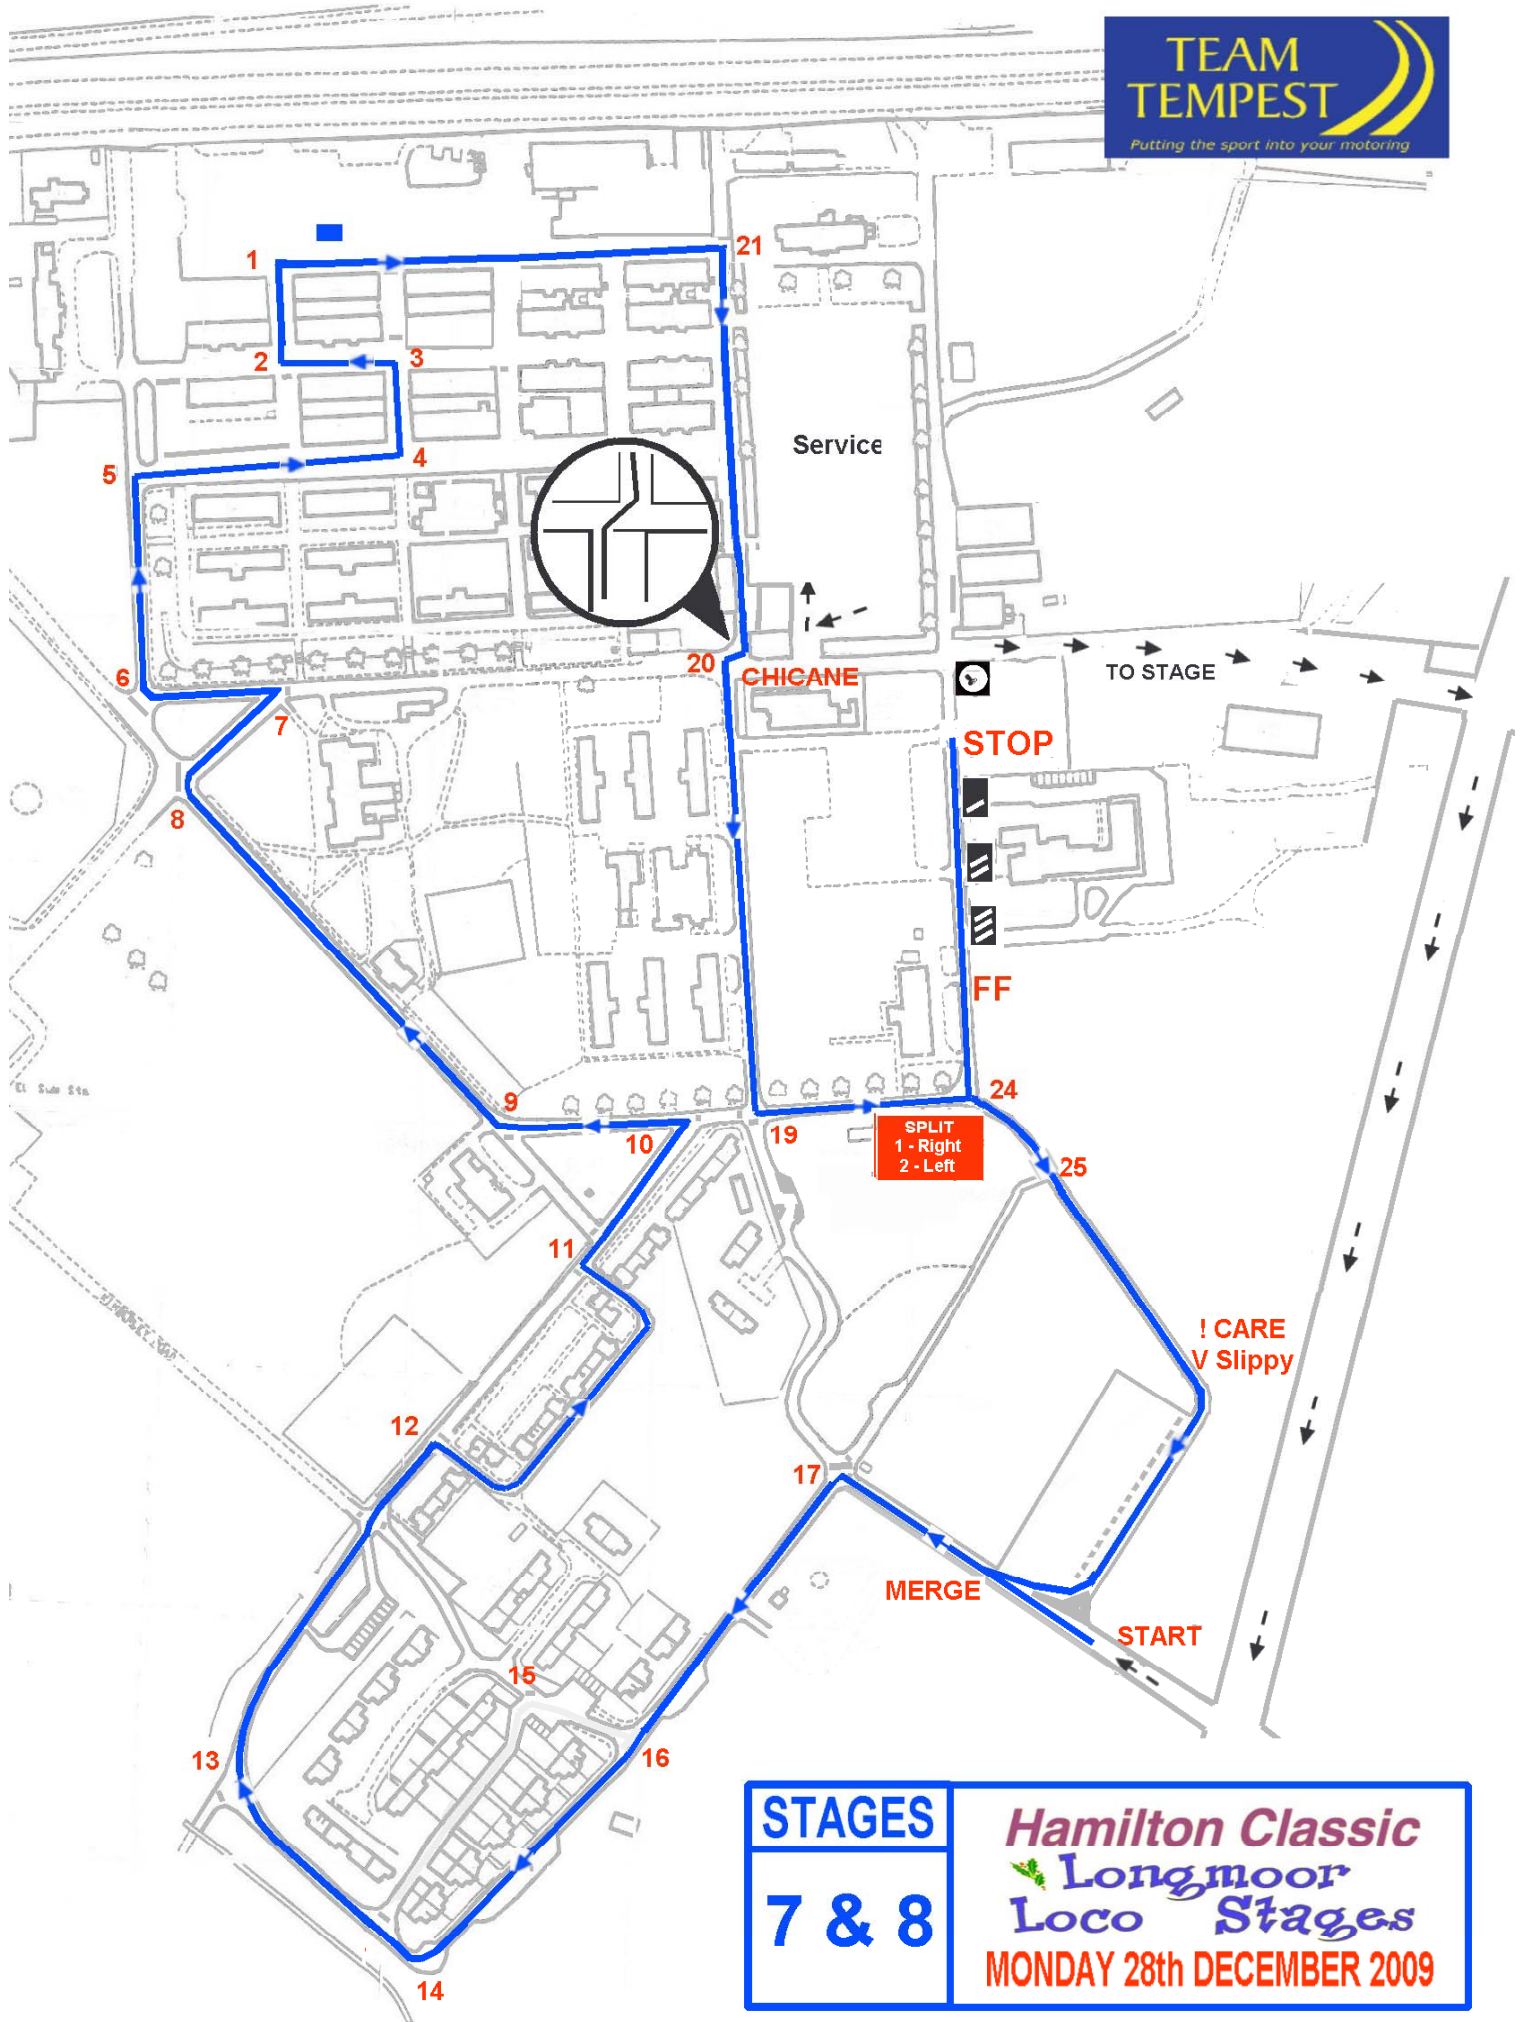 TEAM
TEMPEST
Putting the sport into your motoring
1
21
2
3
Service
4
5
6
20
CHICANE
TO STAGE
7
STOP
8
FF
El Sub Sta
9
10
19
24
SPLIT
1 - Right
2 - Left
25
11
! CARE
V Slippy
12
17
MERGE
START
15
13
16
14
STAGES
7 & 8
Hamilton Classic
Longmoor
Loco Stages
MONDAY 28th DECEMBER 2009